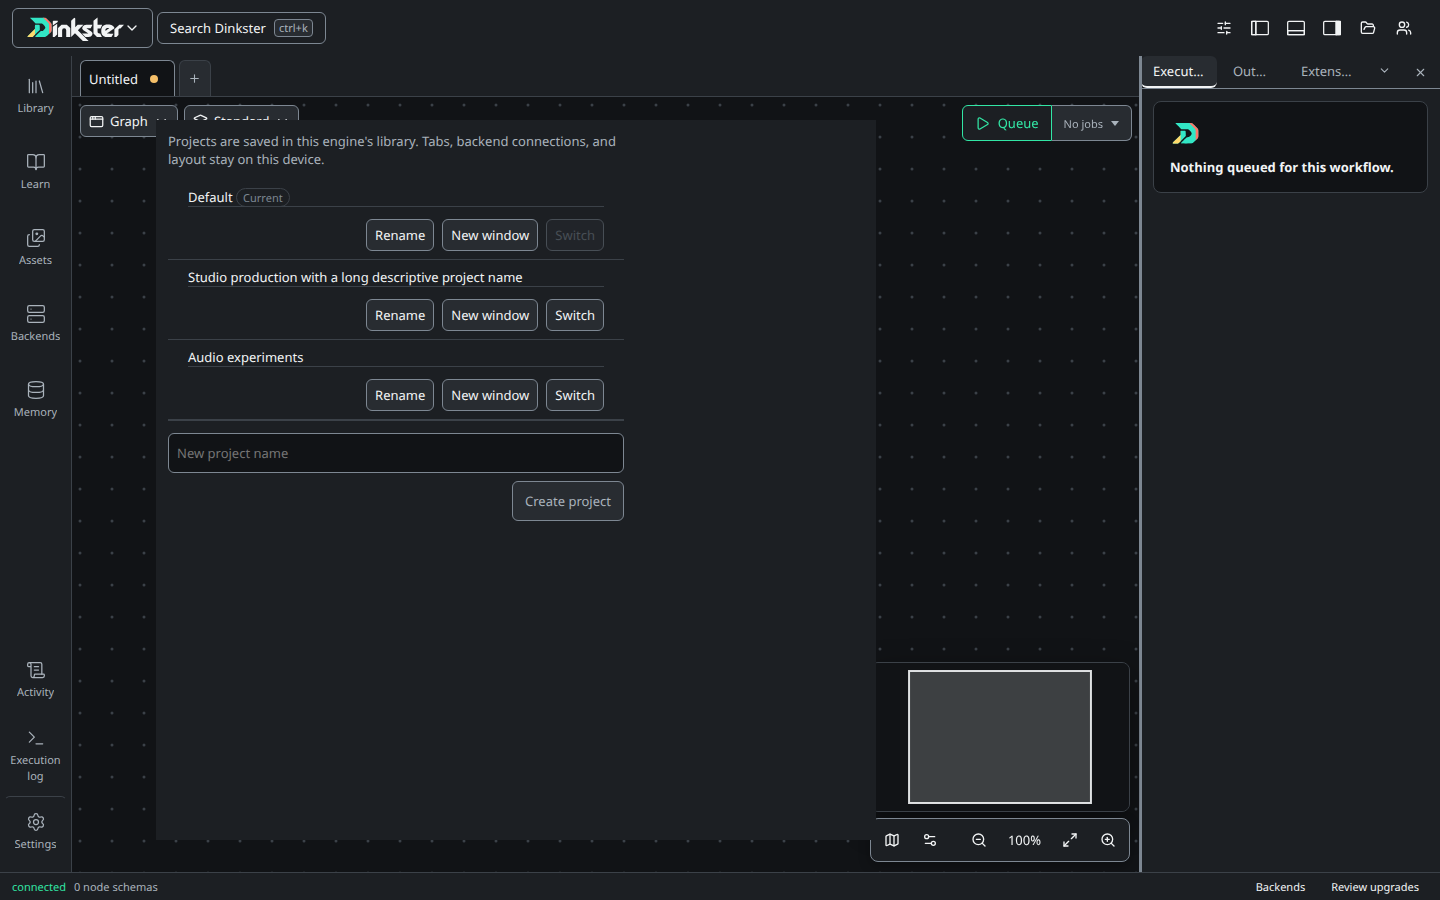 Dinkster
Search Dinkster ctrl+k
Untitled
+
Execut...
Out...
Extens...
Library
Learn
Assets
Backends
Memory
Activity
Execution
log
Settings
Graph
Standard
Queue
No jobs
Nothing queued for this workflow.
Projects are saved in this engine's library. Tabs, backend connections, and
layout stay on this device.
Default Current
Rename New window Switch
Studio production with a long descriptive project name
Rename New window Switch
Audio experiments
Rename New window Switch
New project name
Create project
100%
connected 0 node schemas
Backends Review upgrades